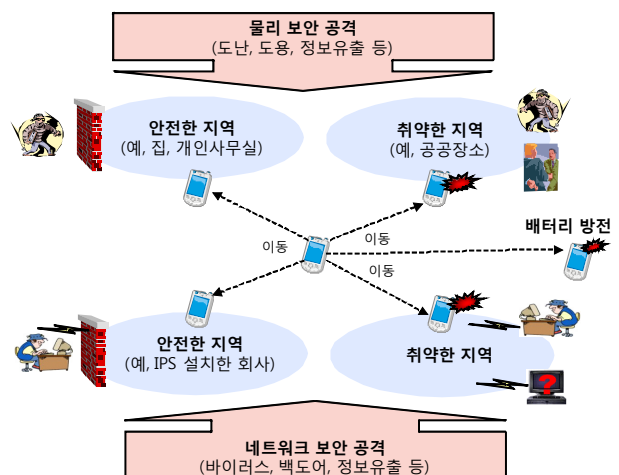 물리 보안 공격
(도난, 도용, 정보유출 등)
안전한 지역
(예, 집, 개인사무실)
취약한 지역
(예, 공공장소)
배터리 방전
이동
이동
이동
안전한 지역
(예, IPS 설치한 회사)
취약한 지역
?
네트워크 보안 공격
(바이러스, 백도어, 정보유출 등)